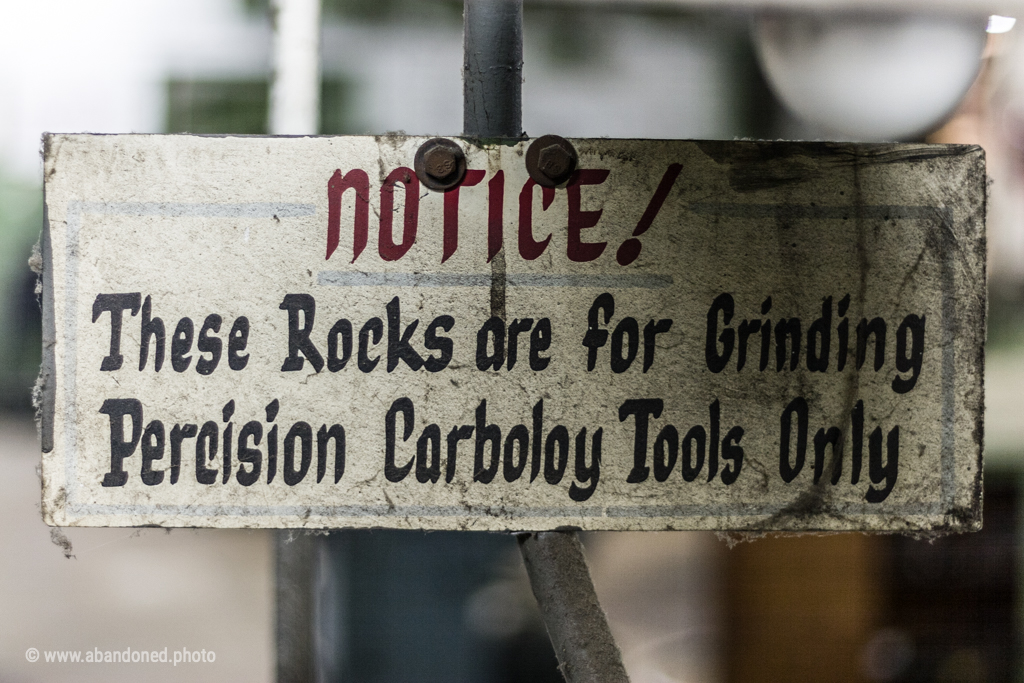 NOTICE!
These Rocks are for Grinding
Percision Carboloy Tools Only
© www.abandoned.photo